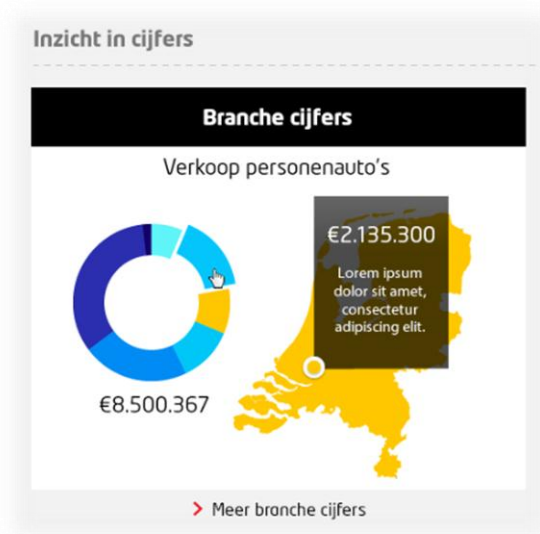 Inzicht in cijfers
Branche cijfers
Verkoop personenauto's
€2.135.300
Lorem ipsum
dolor sit amet,
consectetur
adipiscing elit.
€8.500.367
Meer branche cijfers